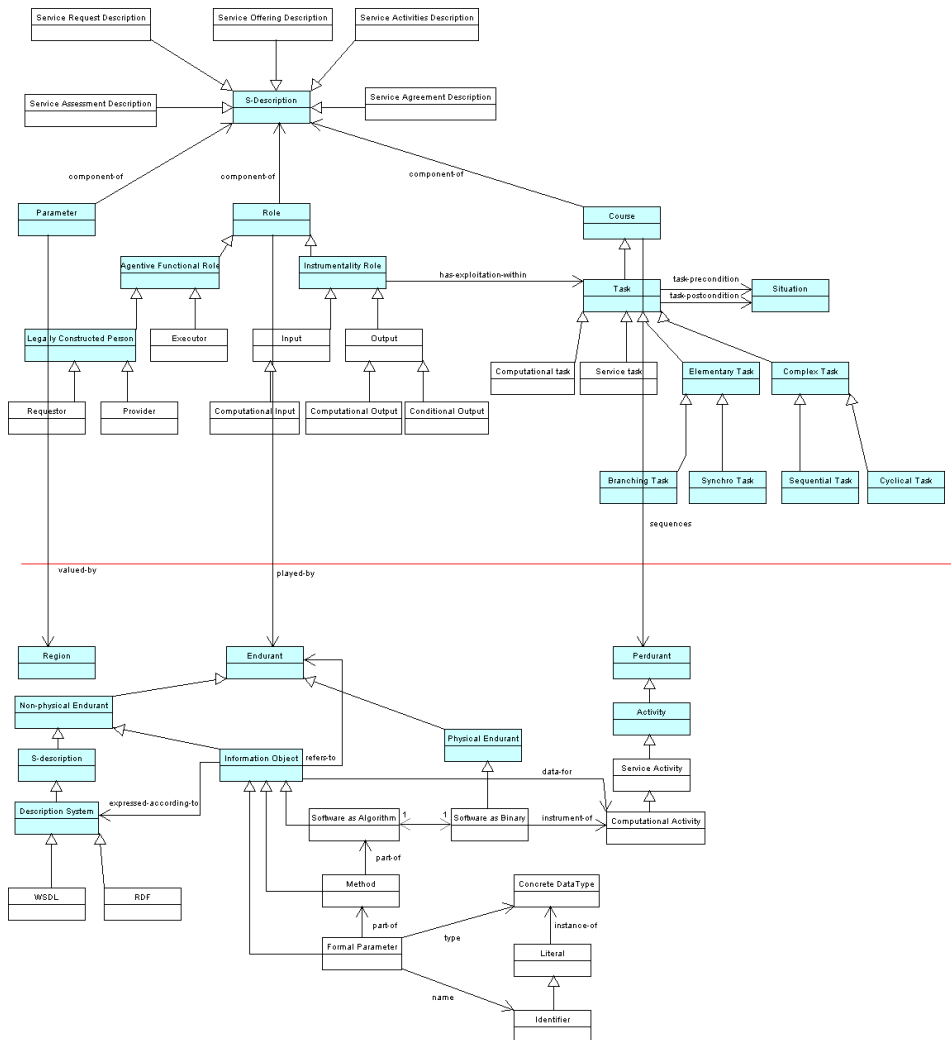 Service Request Description
Service Offering Description
Service Activities Description
Service Assessment Description
S-Description
Service Agreement Description
component-of
component-of
component-of
Parameter
Role
Course
Agentive Functional Role
Instrumentality Role
has-exploitation-within
Task
task-precondition
task-postcondition
Situation
Legally Constructed Person
Executor
Input
Output
Computational task
Service task
Elementary Task
Complex Task
Requestor
Provider
Computational Input
Computational Output
Conditional Output
Branching Task
Synchro Task
Sequential Task
Cyclical Task
sequences
valued-by
played-by
Region
Endurant
Perdurant
Non-physical Endurant
Activity
Physical Endurant
S-description
Information Object
refers-to
Service Activity
data-for
Description System
expressed-according-to
Software as Algorithm
1
1
Software as Binary
instrument-of
Computational Activity
part-of
WSDL
RDF
Method
Concrete DataType
part-of
instance-of
Formal Parameter
type
Literal
name
Identifier